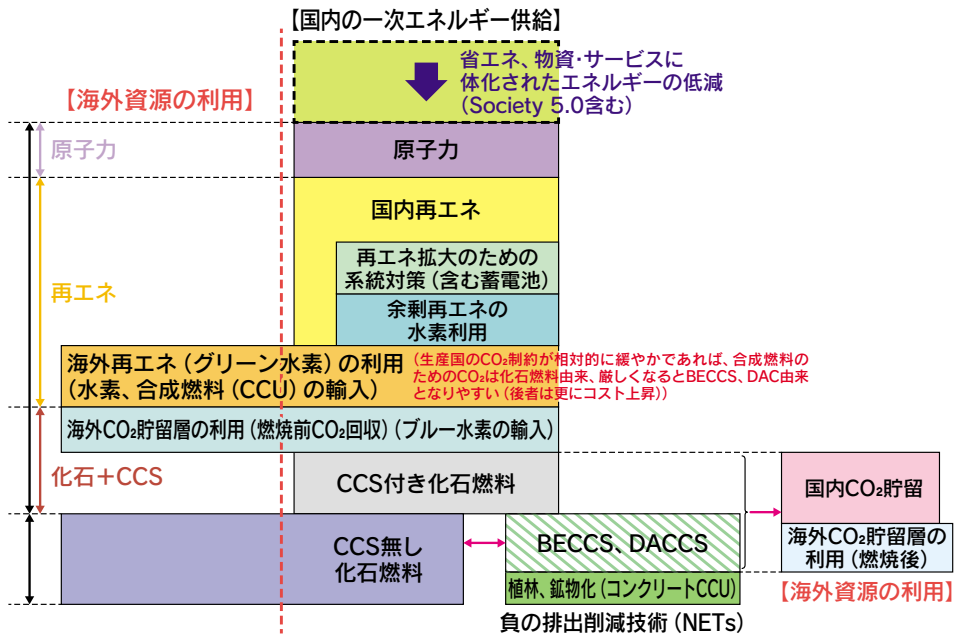 【国内の一次エネルギー供給】
省エネ、物資・サービスに
体化されたエネルギーの低減
（Society 5.0含む）
【海外資源の利用】
原子力
原子力
国内再エネ
再エネ拡大のための
系統対策（含む蓄電池）
再エネ
余剰再エネの
水素利用
海外再エネ（グリーン水素）の利用
（水素、合成燃料（CCU）の輸入）
（生産国のCO₂制約が相対的に緩やかであれば、合成燃料の
ためのCO₂は化石燃料由来、厳しくなるとBECCS、DAC由来
となりやすい（後者は更にコスト上昇））
海外CO₂貯留層の利用（燃焼前CO₂回収）（ブルー水素の輸入）
化石＋CCS
CCS付き化石燃料
国内CO₂貯留
CCS無し
化石燃料
BECCS、DACCS
海外CO₂貯留層の
利用（燃焼後）
植林、鉱物化（コンクリートCCU）
【海外資源の利用】
負の排出削減技術（NETs）